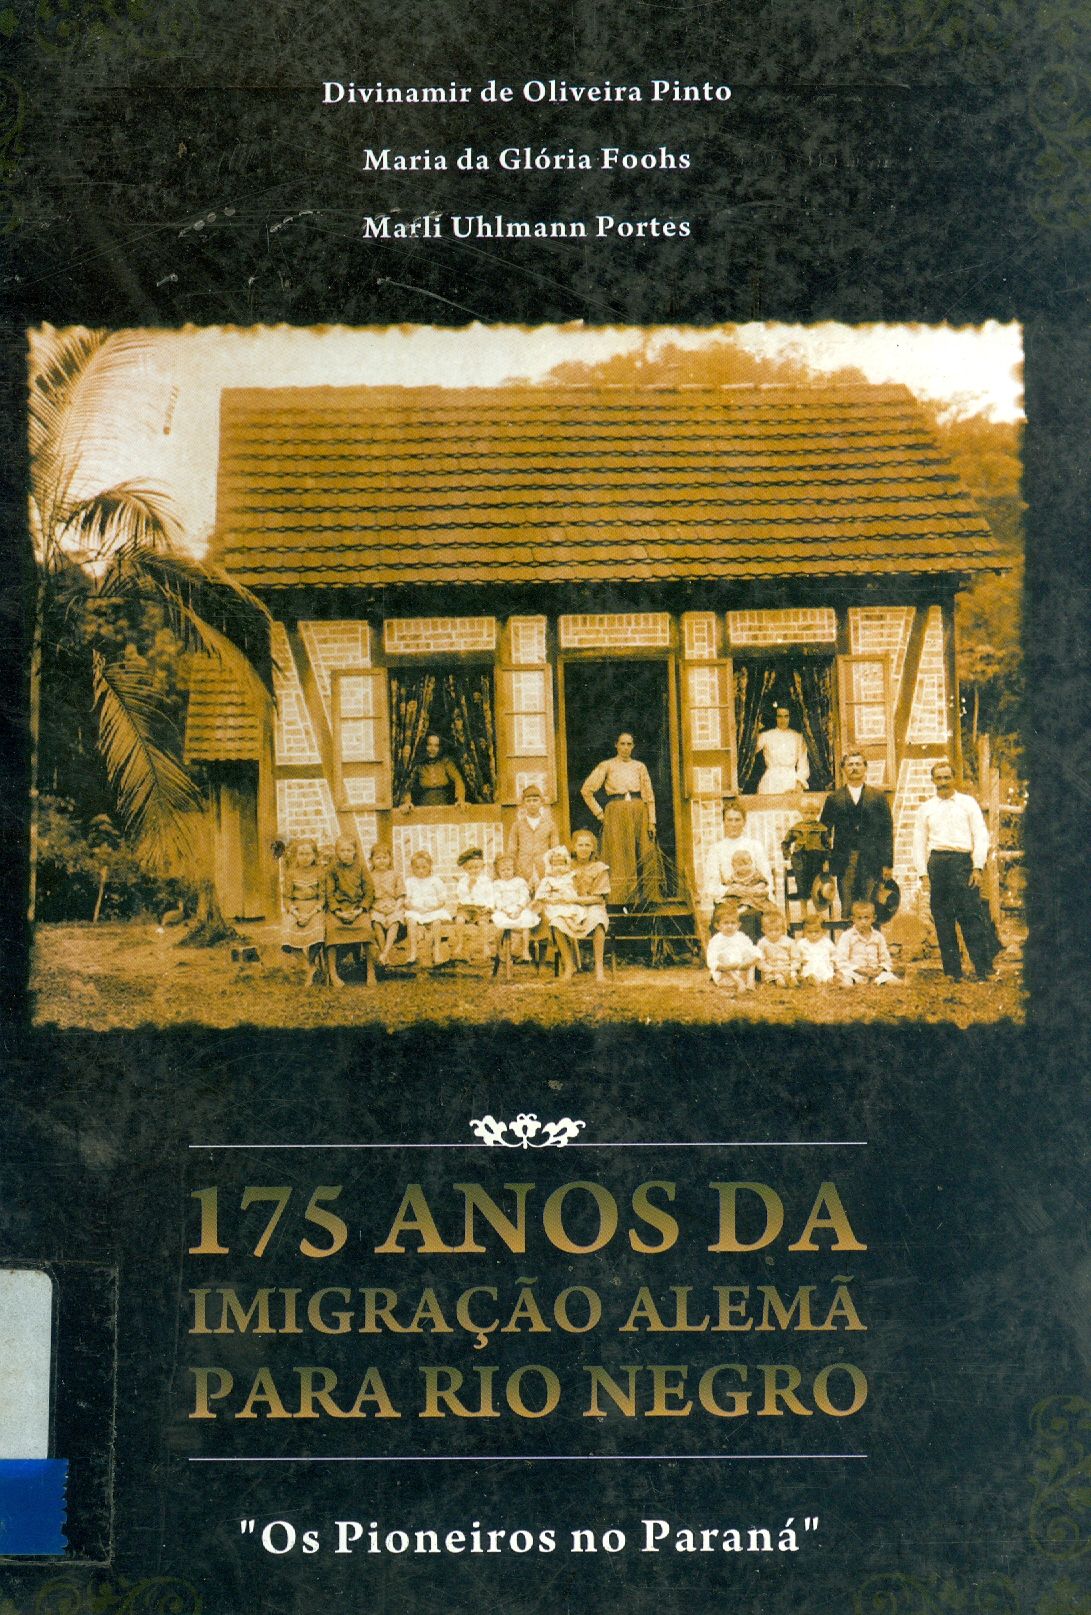 Divinamir de Oliveira Pinto
Maria da Glória Foohs
Marli Uhlmann Portes
175 ANOS DA
IMIGRAÇÃO ALEMÃ
PARA RIO NEGRO
"Os Pioneiros no Paraná"